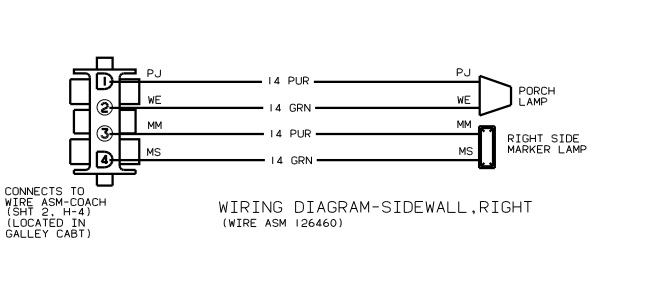 PJ 14 PUR PJ
1
WE 14 GRN WE
2
PORCH
LAMP
MM 14 PUR MM
3
MS 14 GRN MS
4
RIGHT SIDE
MARKER LAMP
CONNECTS TO
WIRE ASM-COACH
(SHT 2, H-4)
(LOCATED IN
GALLEY CABT)
WIRING DIAGRAM-SIDEWALL,RIGHT
(WIRE ASM 126460)